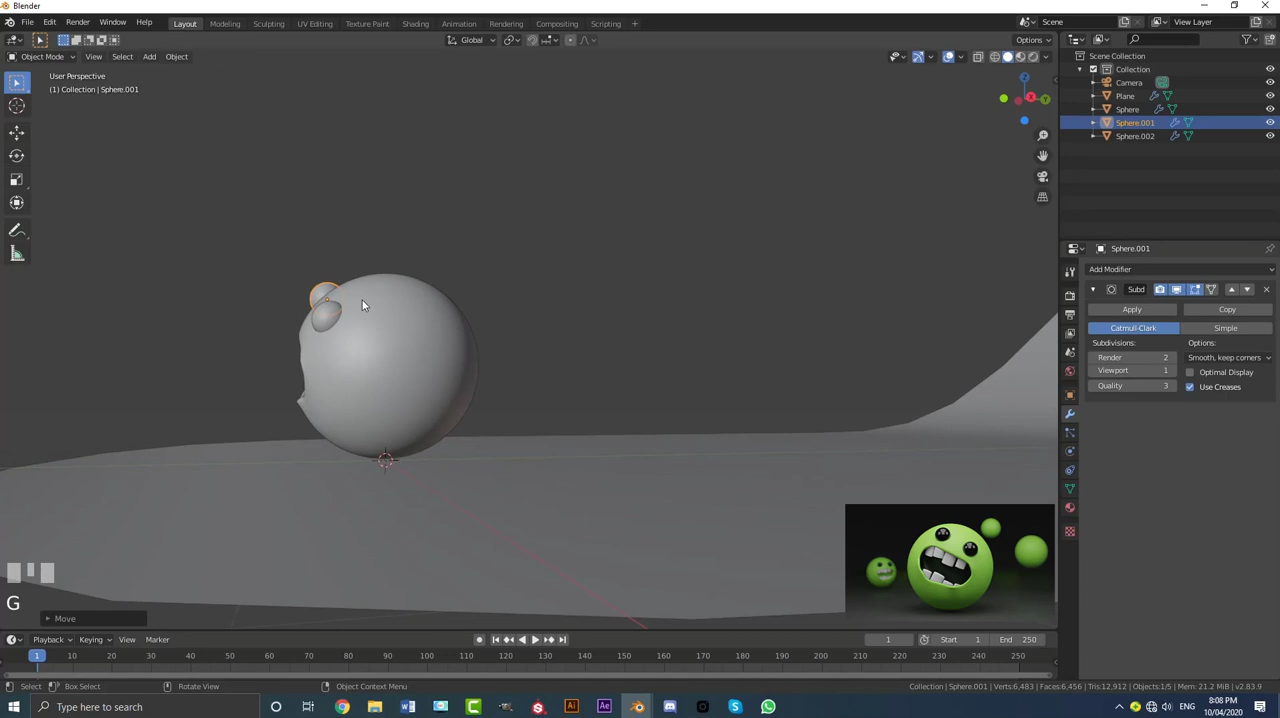 Blender
File Edit Render Window Help
Layout Modeling Sculpting UV Editing Texture Paint Shading Animation Rendering Compositing Scripting +
Scene
View Layer
Global
Options
Object Mode View Select Add Object
User Perspective
(1) Collection | Sphere.001
X
Y
Z
Scene Collection
Collection
Camera
Plane
Sphere
Sphere.001
Sphere.002
Sphere.001
Add Modifier
Subd
Apply Copy
Catmull-Clark Simple
Subdivisions: Options:
Render 2 Smooth, keep corners
Viewport 1 Optimal Display
Quality 3 Use Creases
G
Move
Playback Keying View Marker
1 Start 1 End 250
1 10 20 30 40 50 60 70 80 90 100 110 120 130 140 150 160 170 180 190 200 210 220 230 240 250
Select Box Select Rotate View Object Context Menu
Collection | Sphere.001 | Verts:6,483 | Faces:6,456 | Tris:12,912 | Objects:1/5 | Mem: 21.2 MiB | v2.83.9
Type here to search
Ai
Ae
8:08 PM
10/04/2020